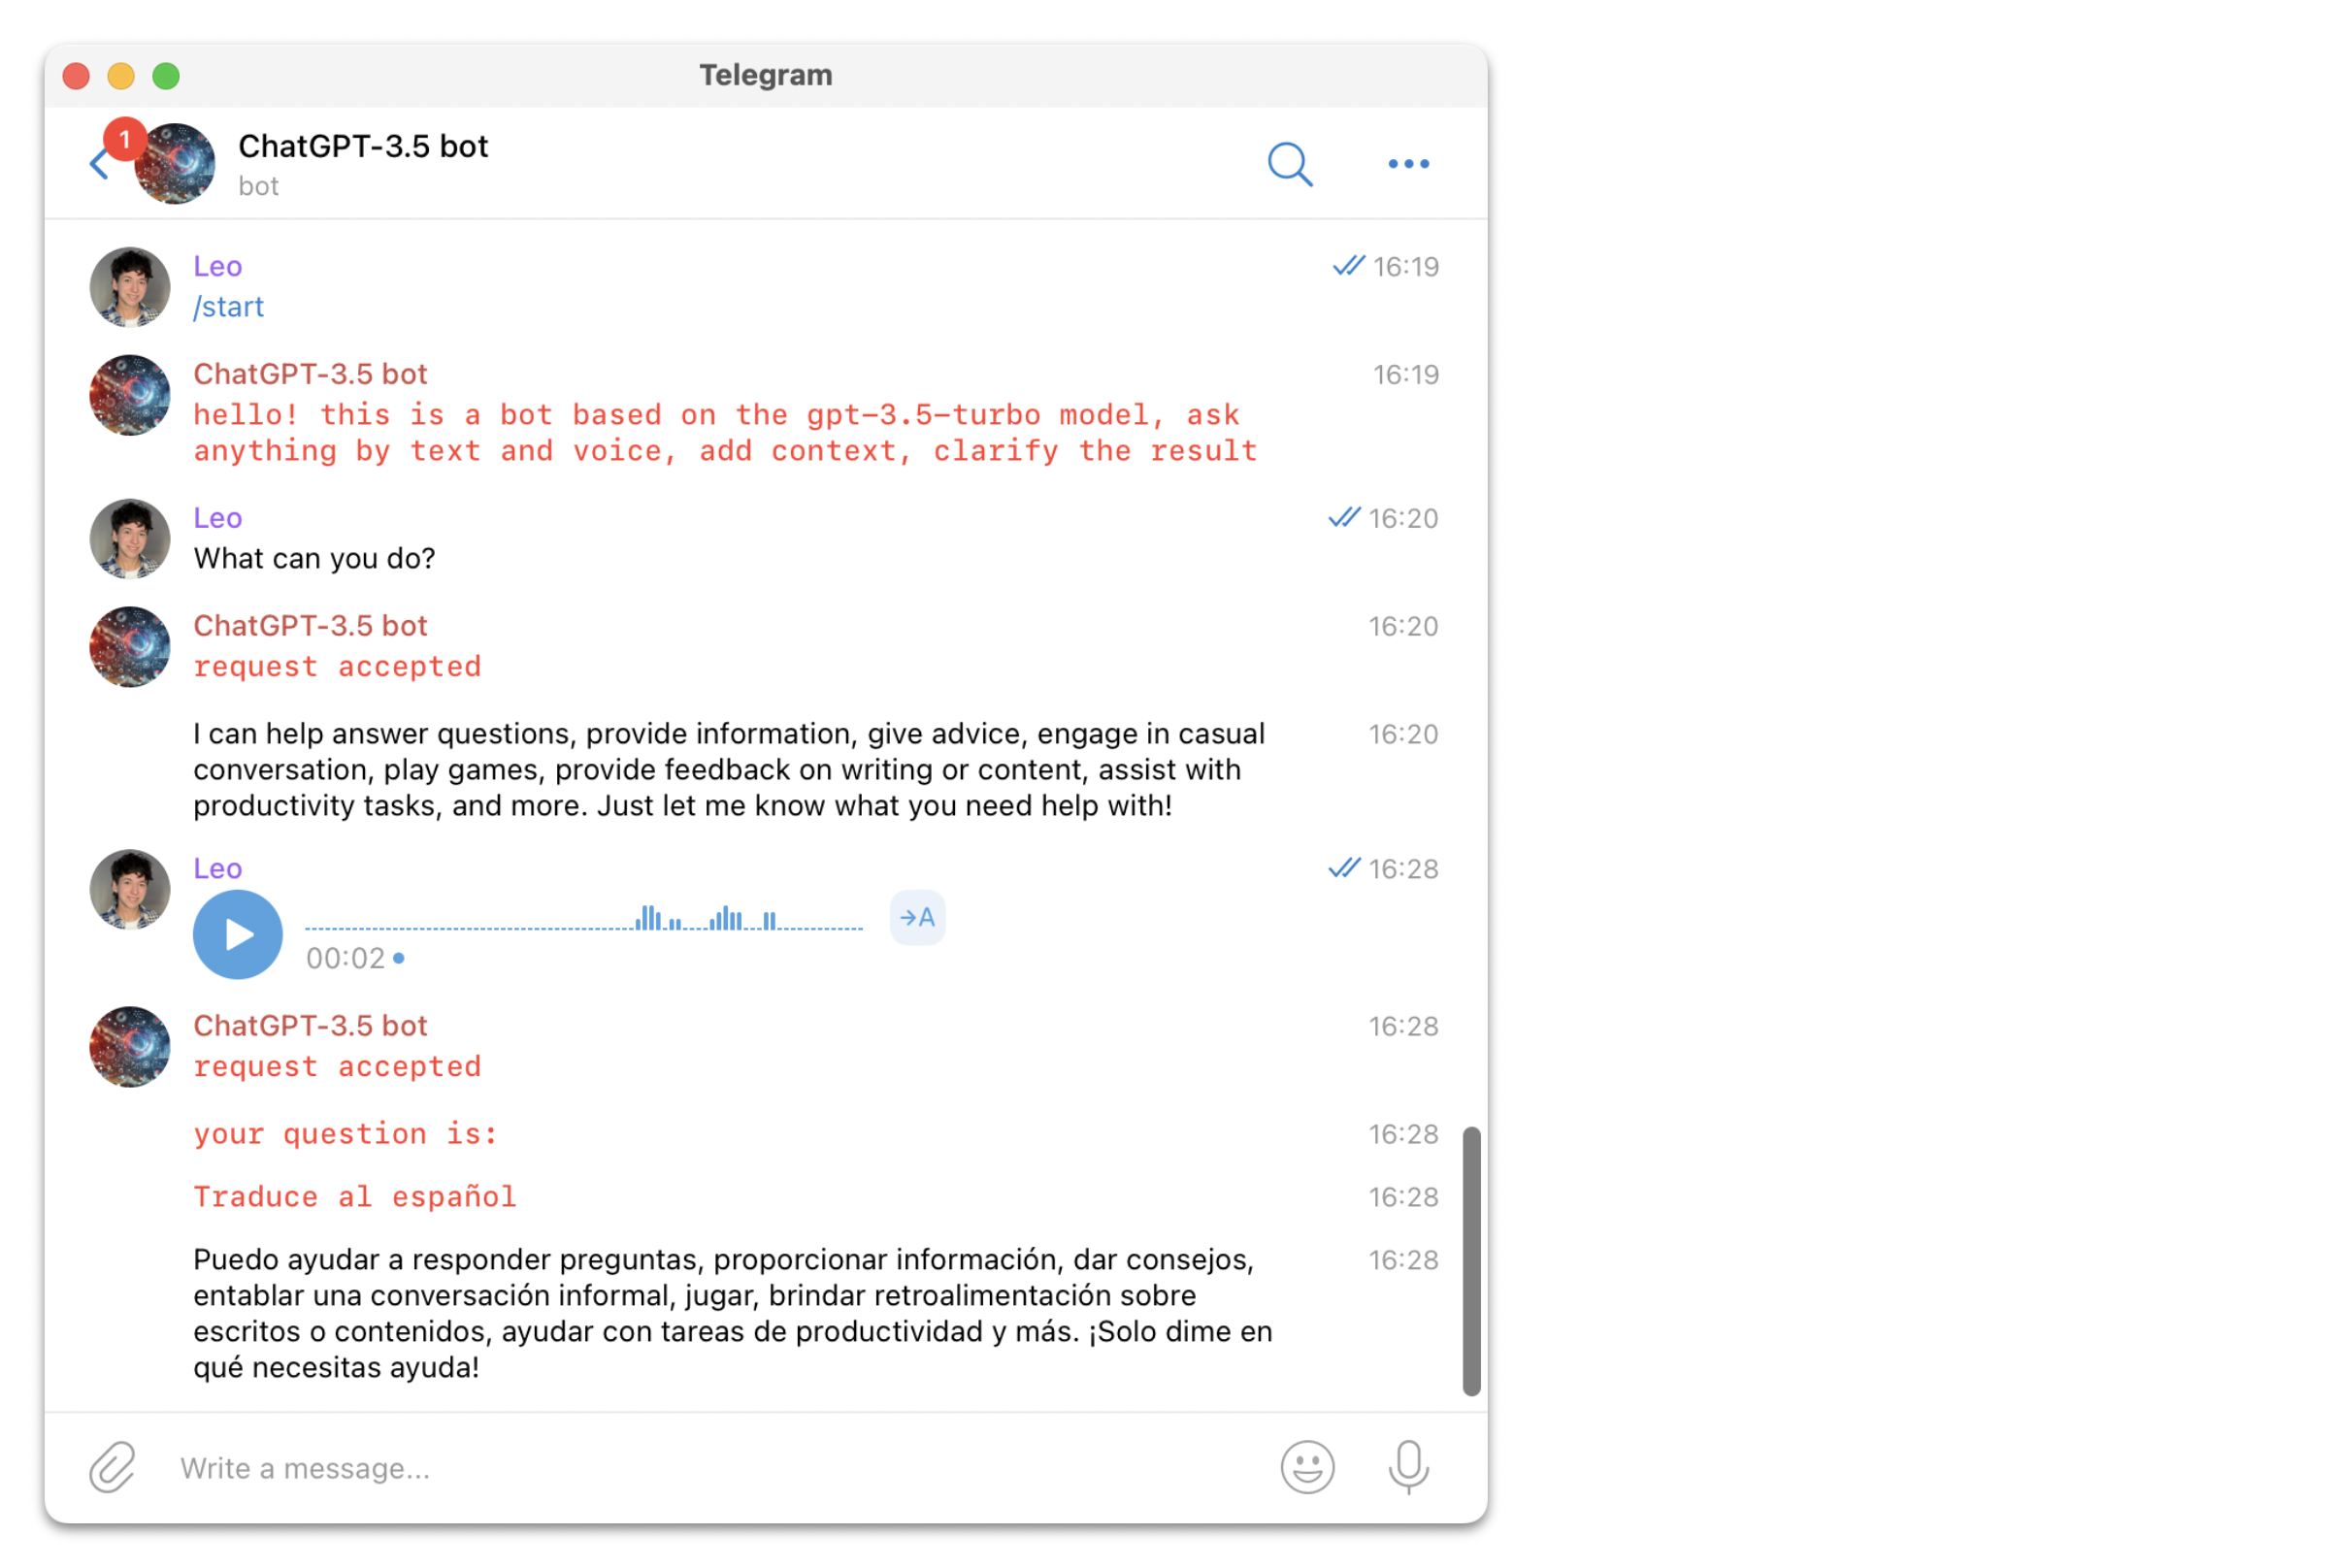 Telegram
1
ChatGPT-3.5 bot
bot
Leo
16:19
/start
ChatGPT-3.5 bot
16:19
hello! this is a bot based on the gpt-3.5-turbo model, ask
anything by text and voice, add context, clarify the result
Leo
16:20
What can you do?
ChatGPT-3.5 bot
16:20
request accepted
I can help answer questions, provide information, give advice, engage in casual
16:20
conversation, play games, provide feedback on writing or content, assist with
productivity tasks, and more. Just let me know what you need help with!
Leo
16:28
→A
00:02
ChatGPT-3.5 bot
16:28
request accepted
your question is:
16:28
Traduce al español
16:28
Puedo ayudar a responder preguntas, proporcionar información, dar consejos,
16:28
entablar una conversación informal, jugar, brindar retroalimentación sobre
escritos o contenidos, ayudar con tareas de productividad y más. ¡Solo dime en
qué necesitas ayuda!
Write a message...